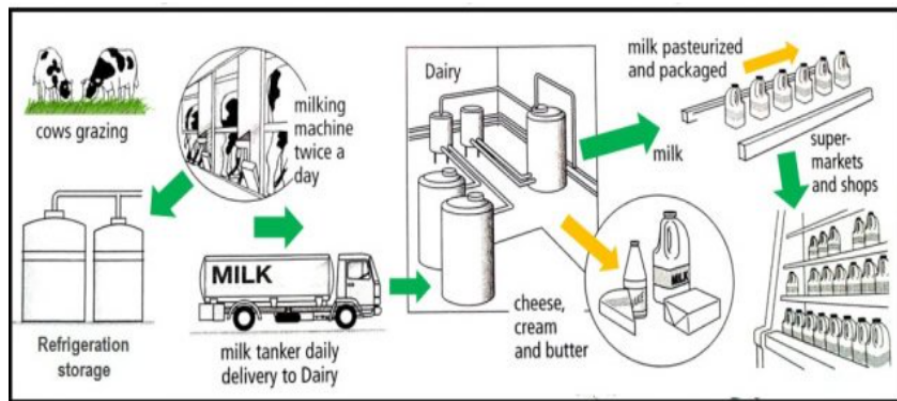 cows grazing
milking
machine
twice a
day
Refrigeration
storage
MILK
milk tanker daily
delivery to Dairy
Dairy
milk
cheese,
cream
and butter
MILK
milk pasteurized
and packaged
super-
markets
and shops